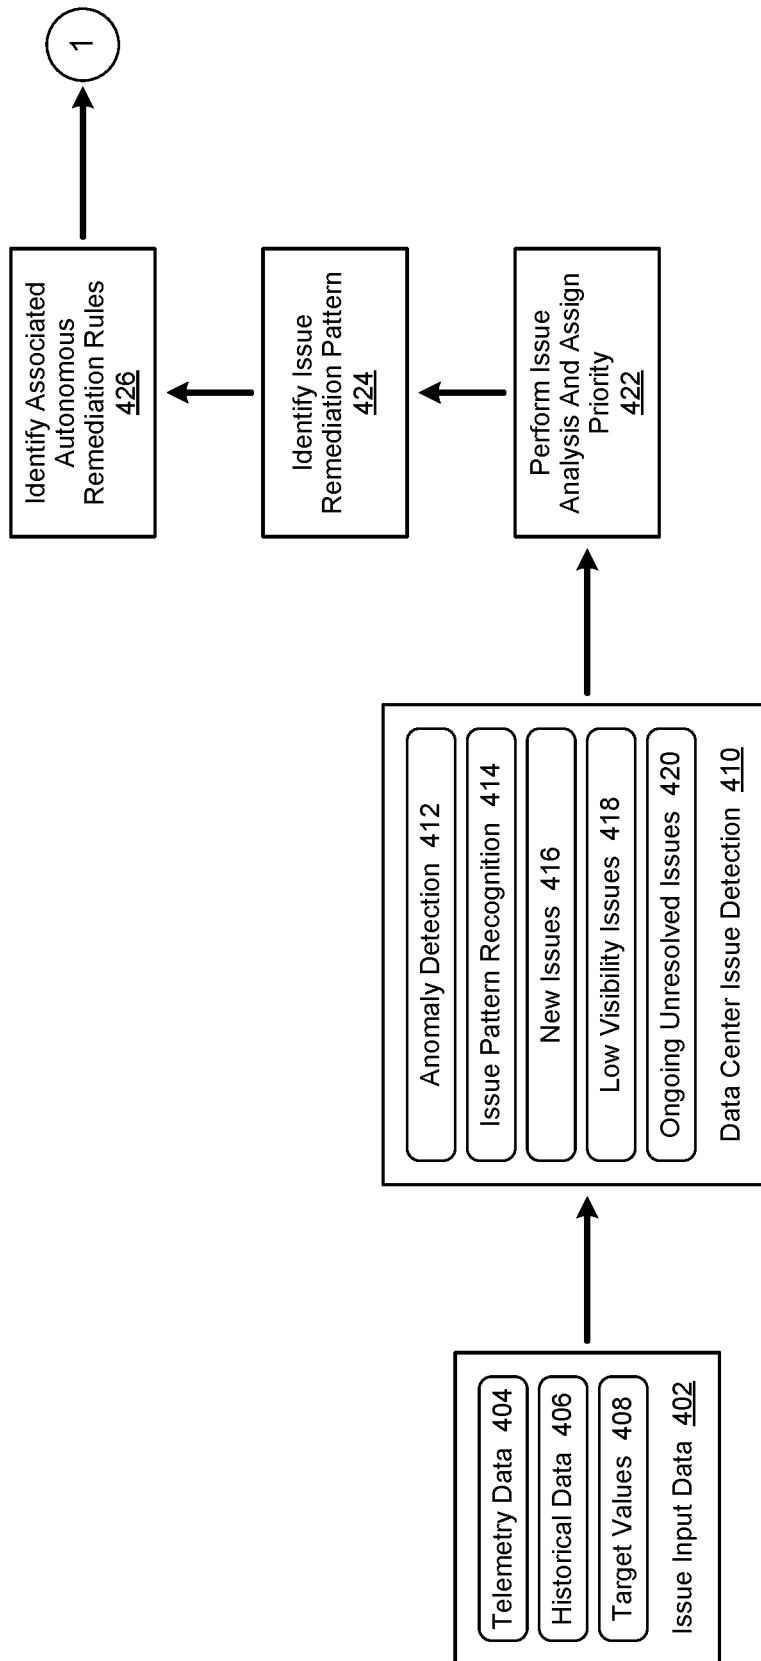 Telemetry Data 404
Historical Data 406
Target Values 408
Issue Input Data 402
Anomaly Detection 412
Issue Pattern Recognition 414
New Issues 416
Low Visibility Issues 418
Ongoing Unresolved Issues 420
Data Center Issue Detection 410
Perform Issue
Analysis And Assign
Priority
422
Identify Issue
Remediation Pattern
424
Identify Associated
Autonomous
Remediation Rules
426
1